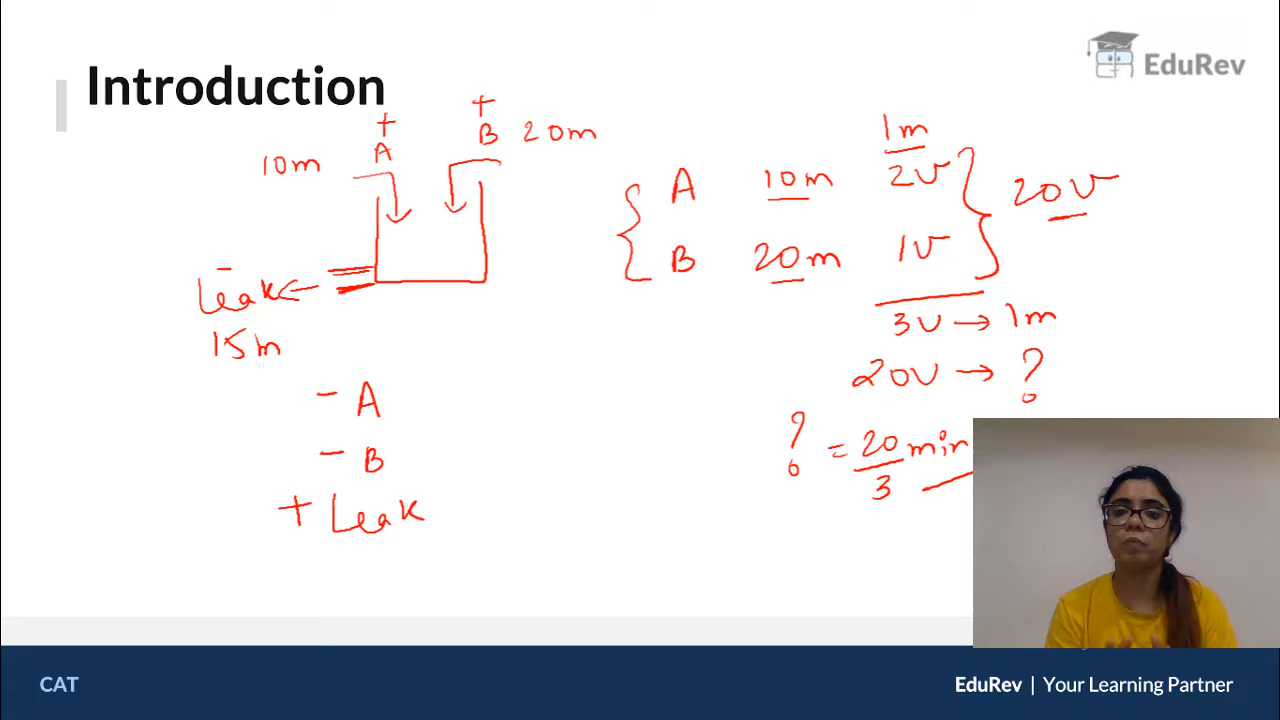 Introduction
EduRev
+ +
10m A B 20m
Leak
-
15m
- A
- B
+ Leak
1m
A 10m 2v
B 20m 1v
20v
3v → 1m
20v → ?
? = 20/3 min
CAT
EduRev | Your Learning Partner